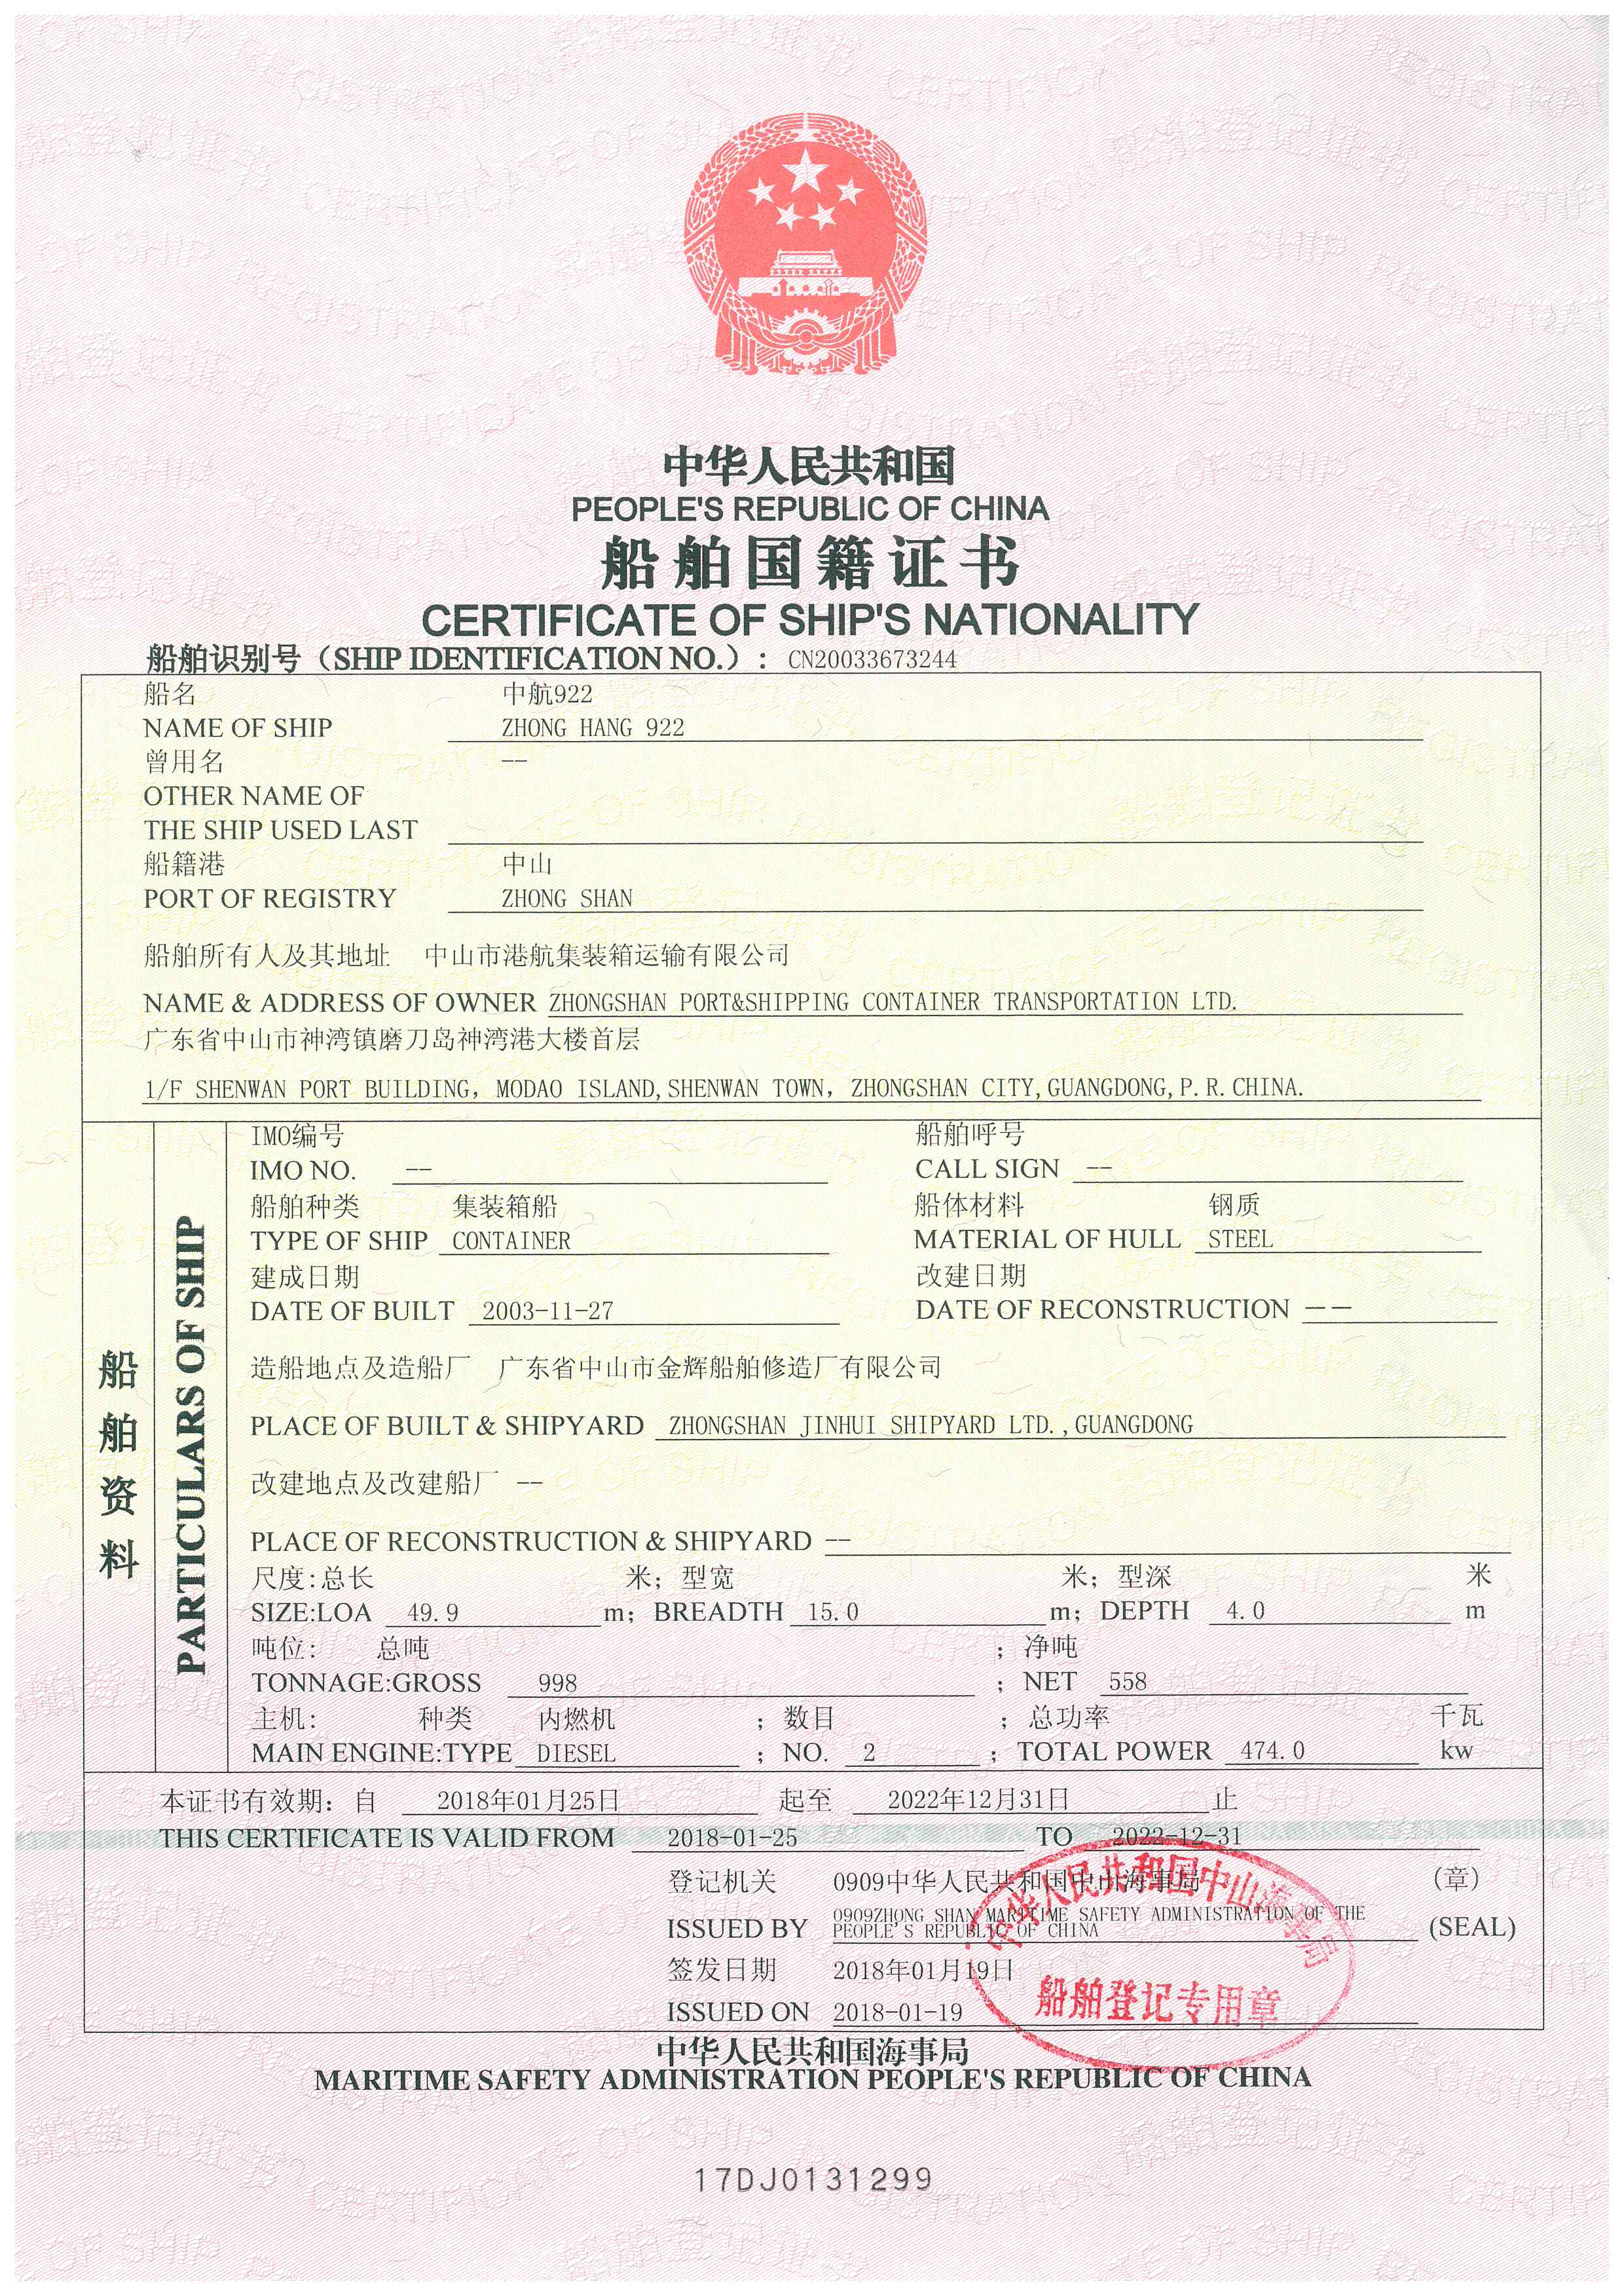 中华人民共和国
PEOPLE'S REPUBLIC OF CHINA
船舶国籍证书
CERTIFICATE OF SHIP'S NATIONALITY
船舶识别号（SHIP IDENTIFICATION NO.）: CN20033673244
船名 中航922
NAME OF SHIP ZHONG HANG 922
曾用名 --
OTHER NAME OF
THE SHIP USED LAST
船籍港 中山
PORT OF REGISTRY ZHONG SHAN
船舶所有人及其地址 中山市港航集装箱运输有限公司
NAME & ADDRESS OF OWNER ZHONGSHAN PORT&SHIPPING CONTAINER TRANSPORTATION LTD.
广东省中山市神湾镇磨刀岛神湾港大楼首层
1/F SHENWAN PORT BUILDING, MODAO ISLAND,SHENWAN TOWN, ZHONGSHAN CITY,GUANGDONG,P.R.CHINA.
船舶资料
PARTICULARS OF SHIP
IMO编号 船舶呼号
IMO NO. -- CALL SIGN --
船舶种类 集装箱船 船体材料 钢质
TYPE OF SHIP CONTAINER MATERIAL OF HULL STEEL
建成日期 改建日期
DATE OF BUILT 2003-11-27 DATE OF RECONSTRUCTION --
造船地点及造船厂 广东省中山市金辉船舶修造厂有限公司
PLACE OF BUILT & SHIPYARD ZHONGSHAN JINHUI SHIPYARD LTD.,GUANGDONG
改建地点及改建船厂 --
PLACE OF RECONSTRUCTION & SHIPYARD --
尺度:总长 米; 型宽 米; 型深 米
SIZE:LOA 49.9 m; BREADTH 15.0 m; DEPTH 4.0 m
吨位: 总吨 ; 净吨
TONNAGE:GROSS 998 ; NET 558
主机: 种类 内燃机 ; 数目 ; 总功率 千瓦
MAIN ENGINE:TYPE DIESEL ; NO. 2 ; TOTAL POWER 474.0 kw
本证书有效期: 自 2018年01月25日 起至 2022年12月31日 止
THIS CERTIFICATE IS VALID FROM 2018-01-25 TO 2022-12-31
登记机关 0909中华人民共和国中山海事局 (章)
ISSUED BY 0909ZHONG SHAN MARITIME SAFETY ADMINISTRATION OF THE
PEOPLE'S REPUBLIC OF CHINA (SEAL)
签发日期 2018年01月19日
ISSUED ON 2018-01-19
中华人民共和国中山海事局
船舶登记专用章
中华人民共和国海事局
MARITIME SAFETY ADMINISTRATION PEOPLE'S REPUBLIC OF CHINA
17DJ0131299